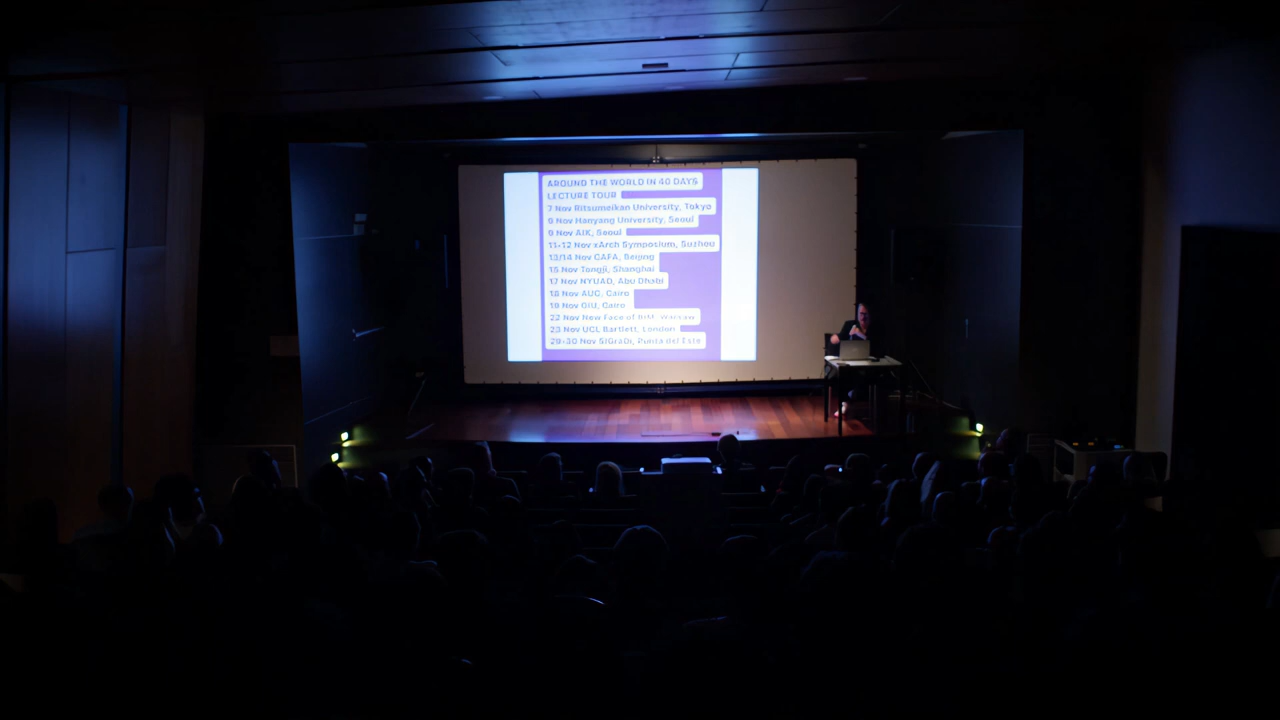 AROUND THE WORLD IN 40 DAYS
LECTURE TOUR
7 Nov Ritsumeikan University, Tokyo
9 Nov Hanyang University, Seoul
9 Nov AIK, Seoul
11-12 Nov xArch Symposium, Suzhou
13/14 Nov CAFA, Beijing
15 Nov Tongji, Shanghai
17 Nov NYUAD, Abu Dhabi
18 Nov AUC, Cairo
19 Nov GIU, Cairo
22 Nov New Face of BIM, Warsaw
23 Nov UCL Bartlett, London
29-30 Nov SIGraDi, Punta del Este